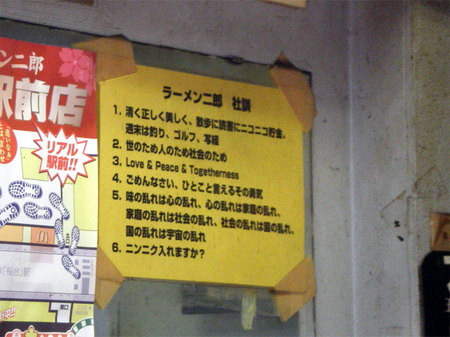 ラーメン二郎 社訓
1. 清く正しく美しく、散歩に読書にニコニコ貯金、
週末は釣り、ゴルフ、写経
2. 世のため人のため社会のため
3. Love & Peace & Togetherness
4. ごめんなさい、ひとこと言えるその勇気
5. 味の乱れは心の乱れ、心の乱れは家庭の乱れ、
家庭の乱れは社会の乱れ、社会の乱れは国の乱れ、
国の乱れは宇宙の乱れ
6. ニンニク入れますか?
ン二郎
駅前店
リアル
駅前!!
「桜台」駅